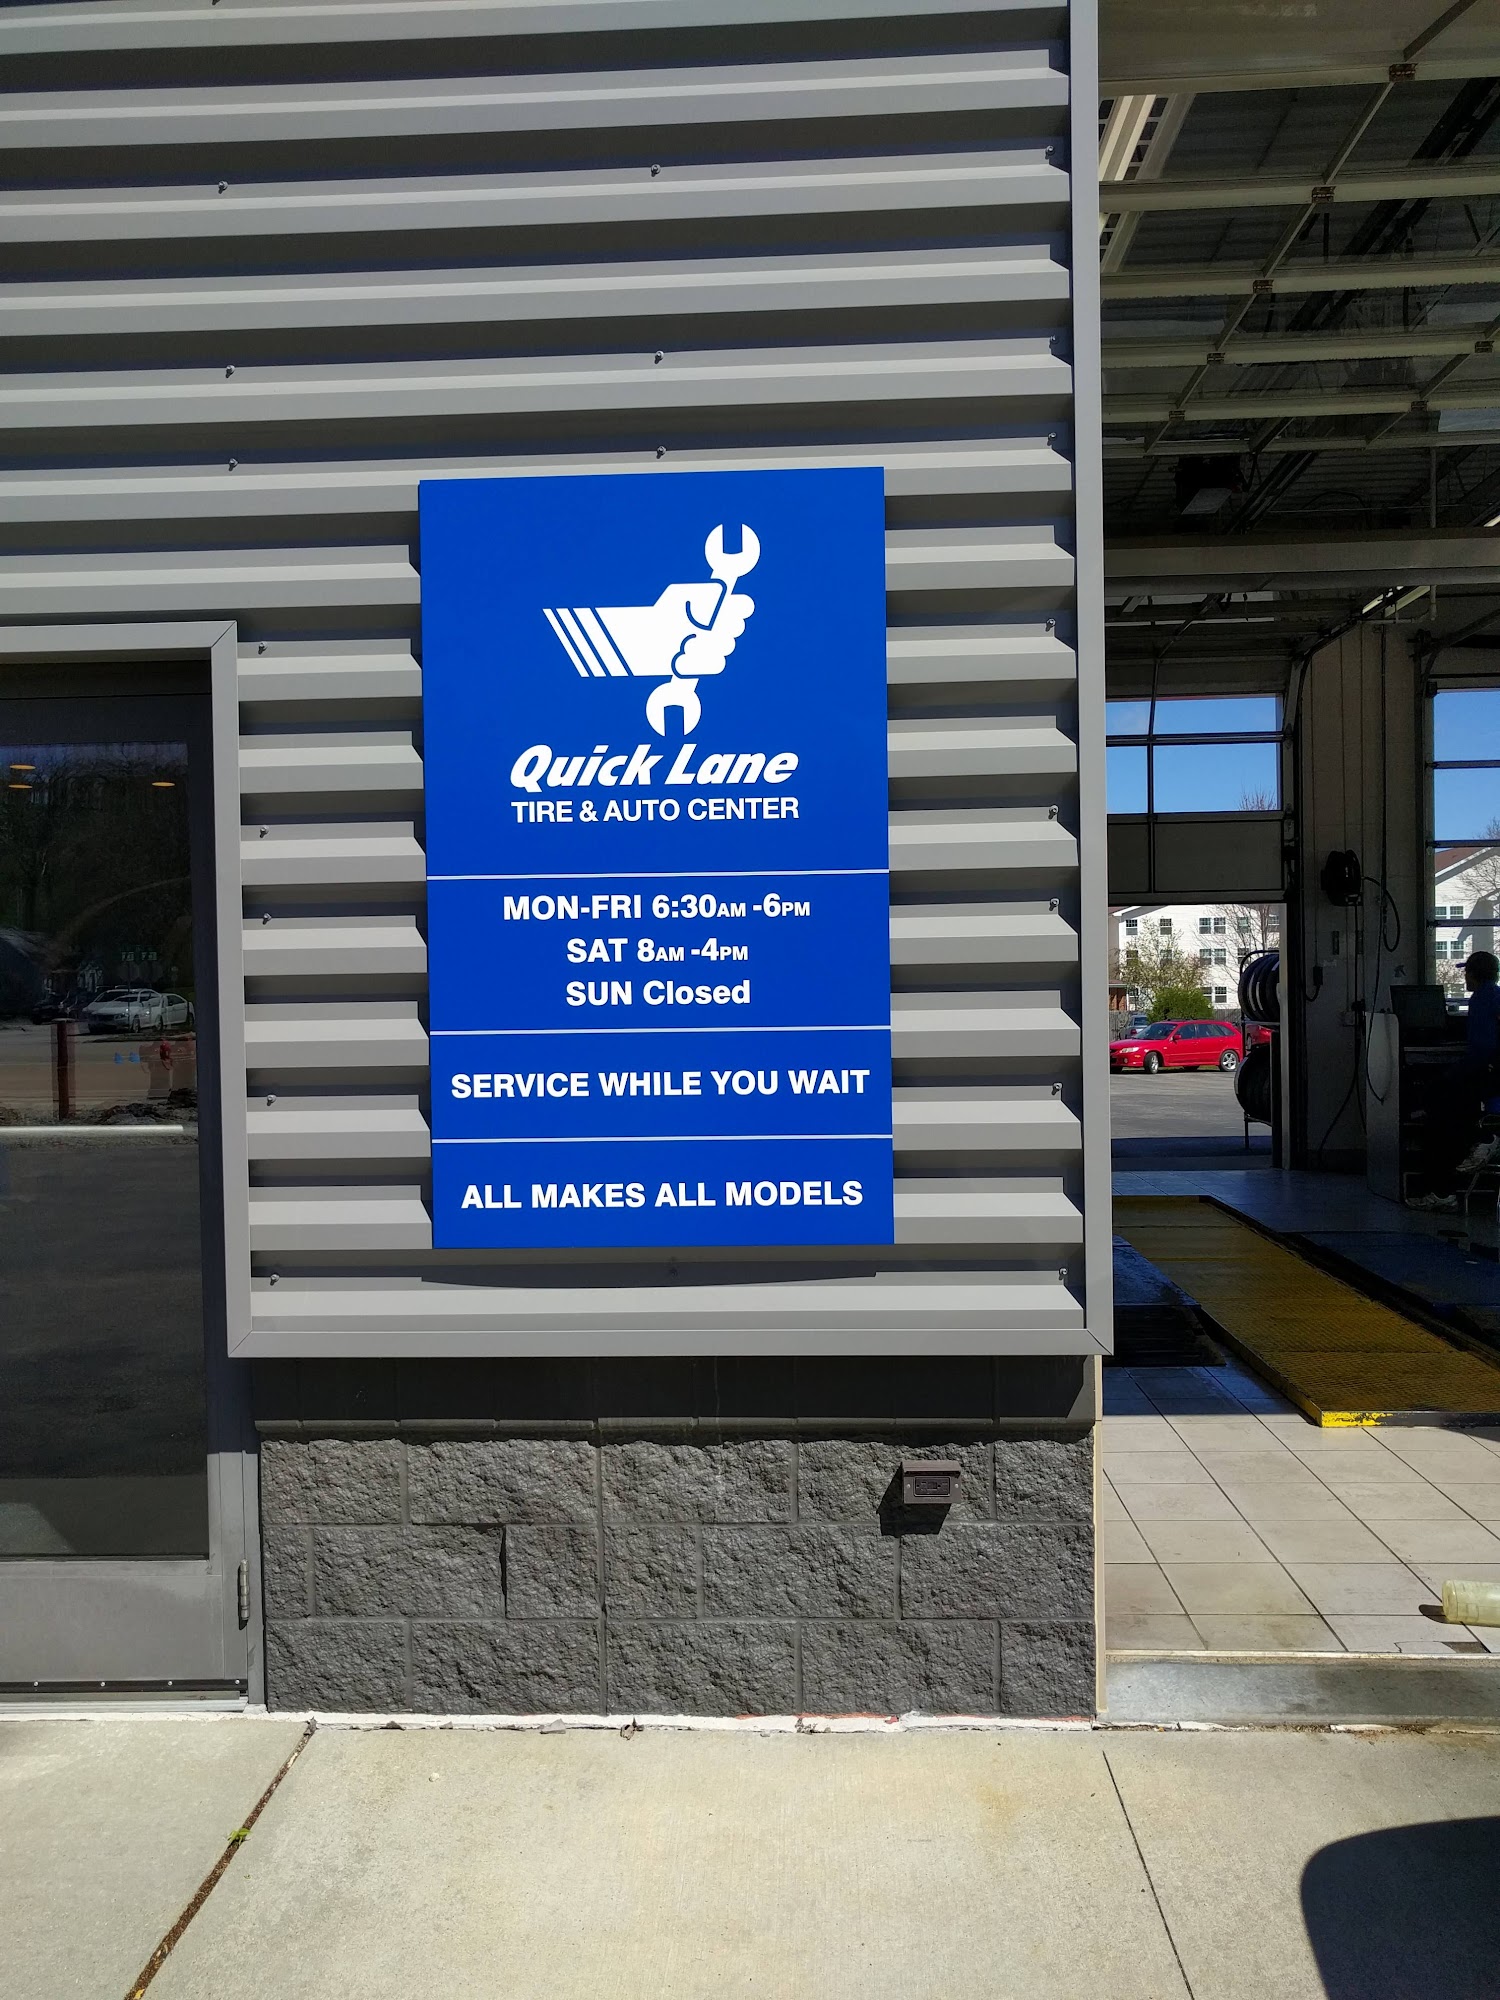 Quick Lane
TIRE & AUTO CENTER
MON-FRI 6:30AM -6PM
SAT 8AM -4PM
SUN Closed
SERVICE WHILE YOU WAIT
ALL MAKES ALL MODELS